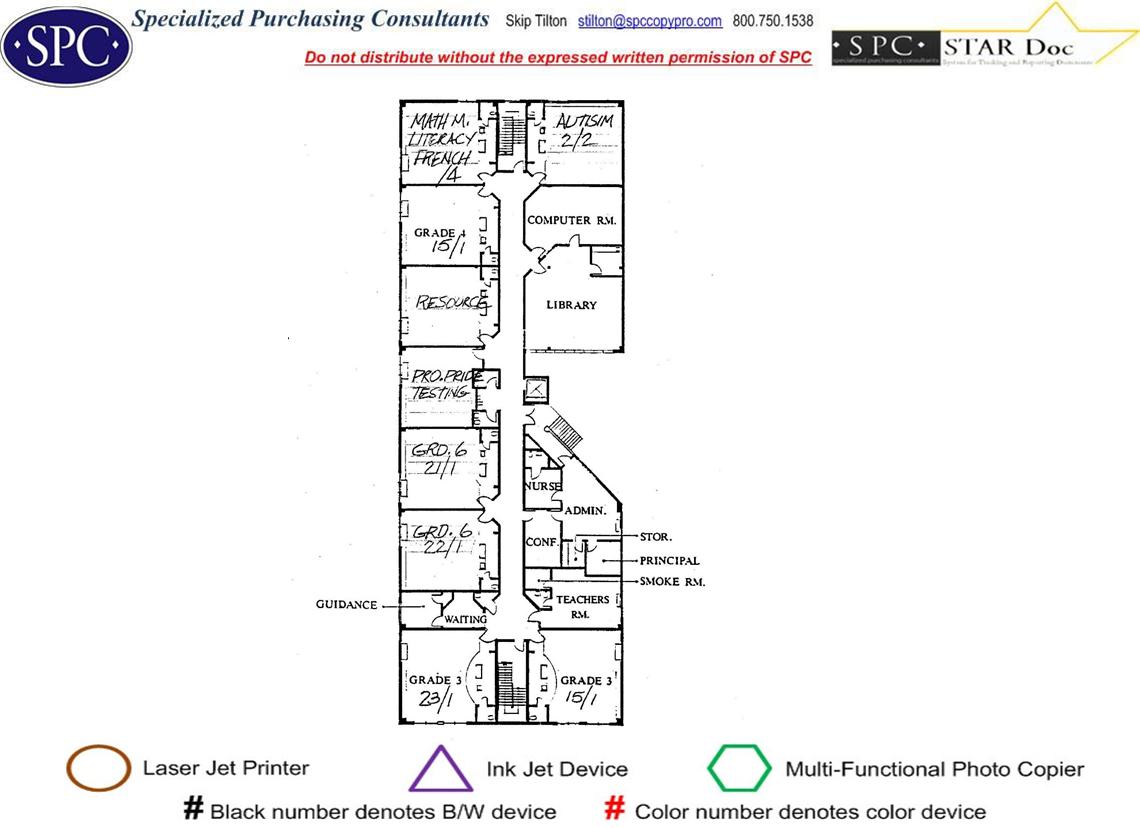 SPC
Specialized Purchasing Consultants Skip Tilton stilton@spccopypro.com 800.750.1538
Do not distribute without the expressed written permission of SPC
SPC STAR Doc
specialized purchasing consultants System for Tracking and Reporting Documents
MATH M.
LITERACY
FRENCH
/4
AUTISIM
2/2
GRADE 4
15/1
COMPUTER RM.
RESOURCE
LIBRARY
PRO.PRIDE
TESTING
GRD. 6
21/1
NURSE
ADMIN.
GRD. 6
22/1
CONF.
STOR.
PRINCIPAL
SMOKE RM.
GUIDANCE
WAITING
TEACHERS
RM.
GRADE 3
23/1
GRADE 3
15/1
Laser Jet Printer
Ink Jet Device
Multi-Functional Photo Copier
# Black number denotes B/W device
# Color number denotes color device